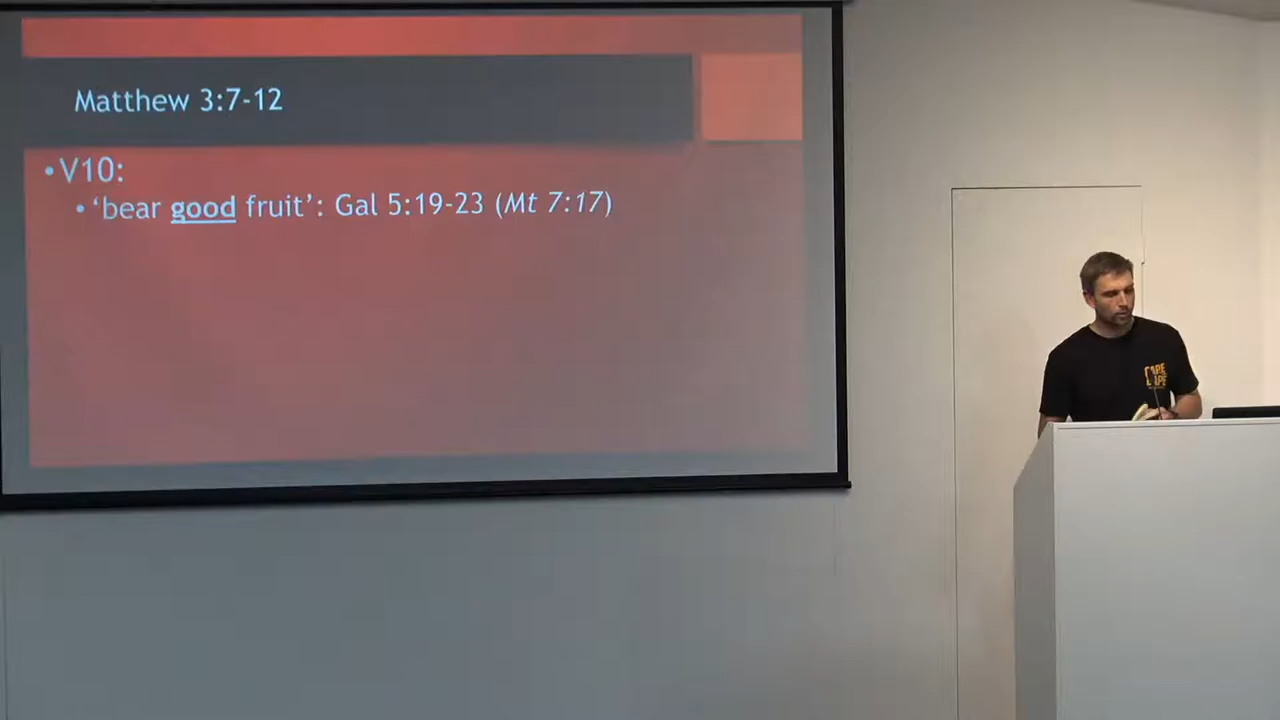 Matthew 3:7-12
•V10:
•‘bear good fruit’: Gal 5:19-23 (Mt 7:17)